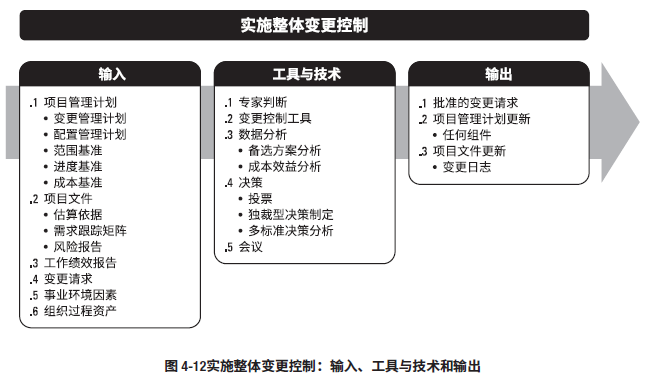 实施整体变更控制
输入
.1 项目管理计划
• 变更管理计划
• 配置管理计划
• 范围基准
• 进度基准
• 成本基准
.2 项目文件
• 估算依据
• 需求跟踪矩阵
• 风险报告
.3 工作绩效报告
.4 变更请求
.5 事业环境因素
.6 组织过程资产
工具与技术
.1 专家判断
.2 变更控制工具
.3 数据分析
• 备选方案分析
• 成本效益分析
.4 决策
• 投票
• 独裁型决策制定
• 多标准决策分析
.5 会议
输出
.1 批准的变更请求
.2 项目管理计划更新
• 任何组件
.3 项目文件更新
• 变更日志
图 4-12实施整体变更控制：输入、工具与技术和输出